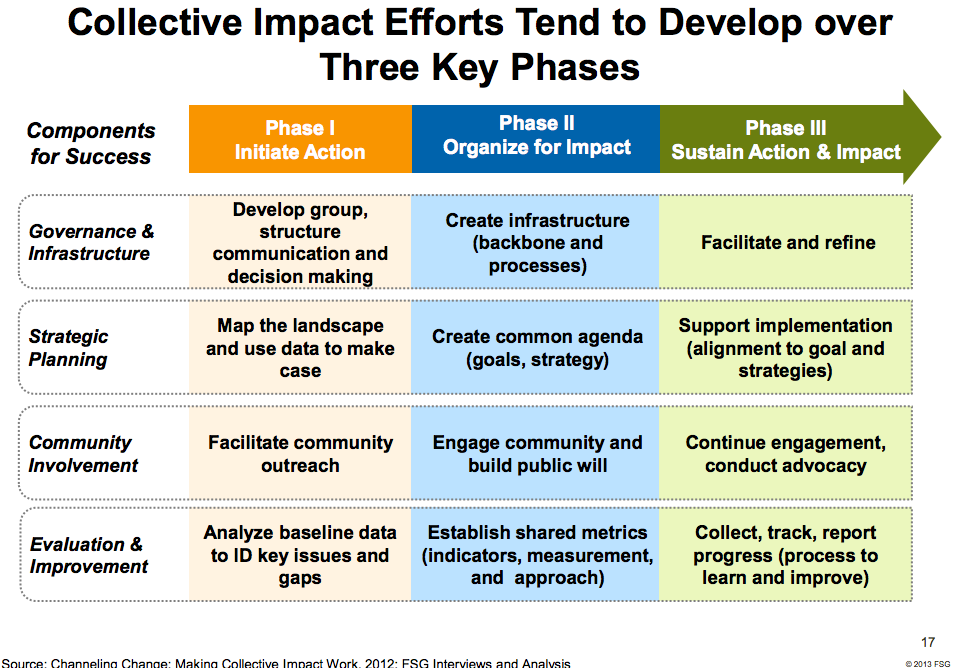 Collective Impact Efforts Tend to Develop over
Three Key Phases
Components
for Success
Phase I
Initiate Action
Phase II
Organize for Impact
Phase III
Sustain Action & Impact
Governance &
Infrastructure
Develop group,
structure
communication and
decision making
Create infrastructure
(backbone and
processes)
Facilitate and refine
Strategic
Planning
Map the landscape
and use data to make
case
Create common agenda
(goals, strategy)
Support implementation
(alignment to goal and
strategies)
Community
Involvement
Facilitate community
outreach
Engage community and
build public will
Continue engagement,
conduct advocacy
Evaluation &
Improvement
Analyze baseline data
to ID key issues and
gaps
Establish shared metrics
(indicators, measurement,
and approach)
Collect, track, report
progress (process to
learn and improve)
17
Source: Channeling Change: Making Collective Impact Work, 2012; FSG Interviews and Analysis
© 2013 FSG